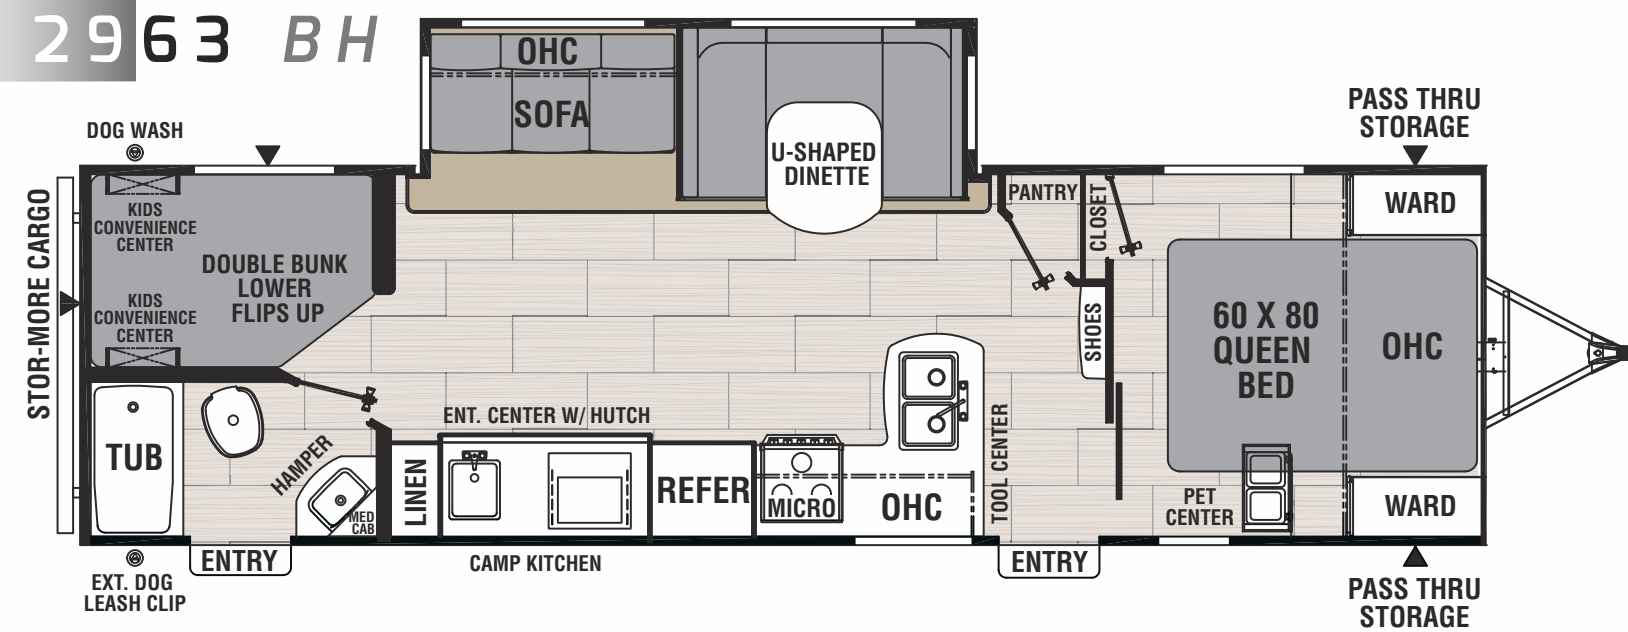 2963 BH
OHC
SOFA
U-SHAPED
DINETTE
PASS THRU
STORAGE
DOG WASH
STOR-MORE CARGO
KIDS
CONVENIENCE
CENTER
DOUBLE BUNK
LOWER
FLIPS UP
KIDS
CONVENIENCE
CENTER
PANTRY
CLOSET
WARD
SHOES
60 X 80
QUEEN
BED
OHC
TUB
HAMPER
MED
CAB
LINEN
ENT. CENTER W/ HUTCH
REFER
MICRO
OHC
TOOL CENTER
PET
CENTER
WARD
ENTRY
CAMP KITCHEN
ENTRY
EXT. DOG
LEASH CLIP
PASS THRU
STORAGE